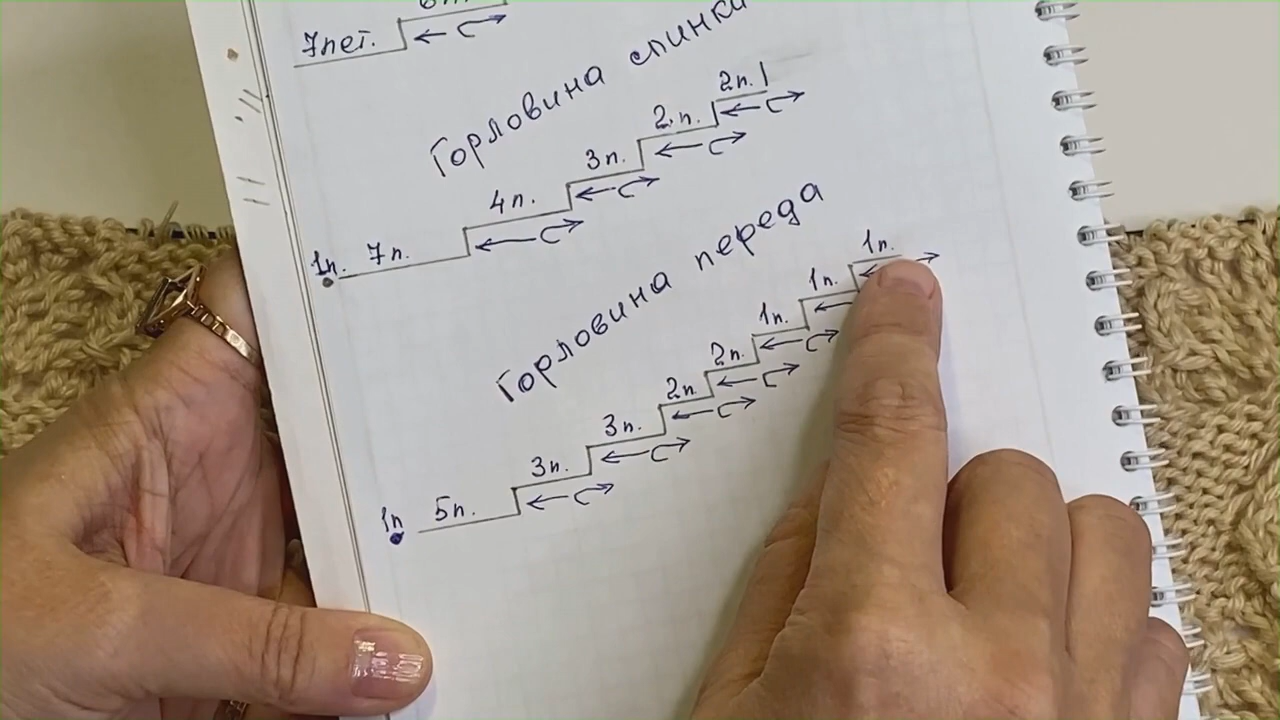 7пет.
Горловина спинки
1п. 7п. 4п. 3п. 2.п. 2п.
Горловина переда
1п 5п. 3п. 3п. 2п. 2п. 1п. 1п. 1п.